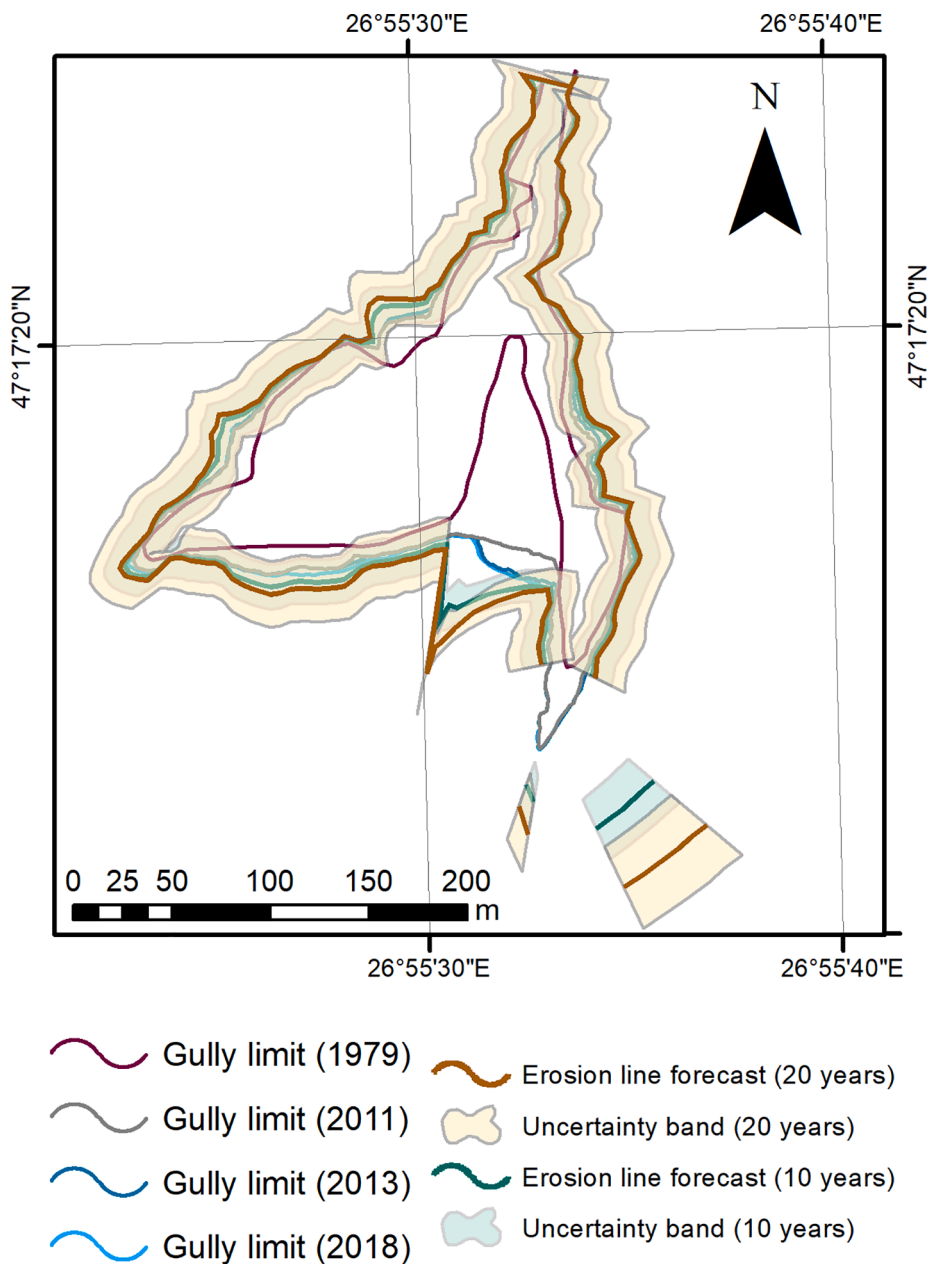 26°55'30"E
26°55'40"E
N
47°17'20"N
47°17'20"N
0 25 50 100 150 200
m
26°55'30"E
26°55'40"E
Gully limit (1979)
Gully limit (2011)
Gully limit (2013)
Gully limit (2018)
Erosion line forecast (20 years)
Uncertainty band (20 years)
Erosion line forecast (10 years)
Uncertainty band (10 years)